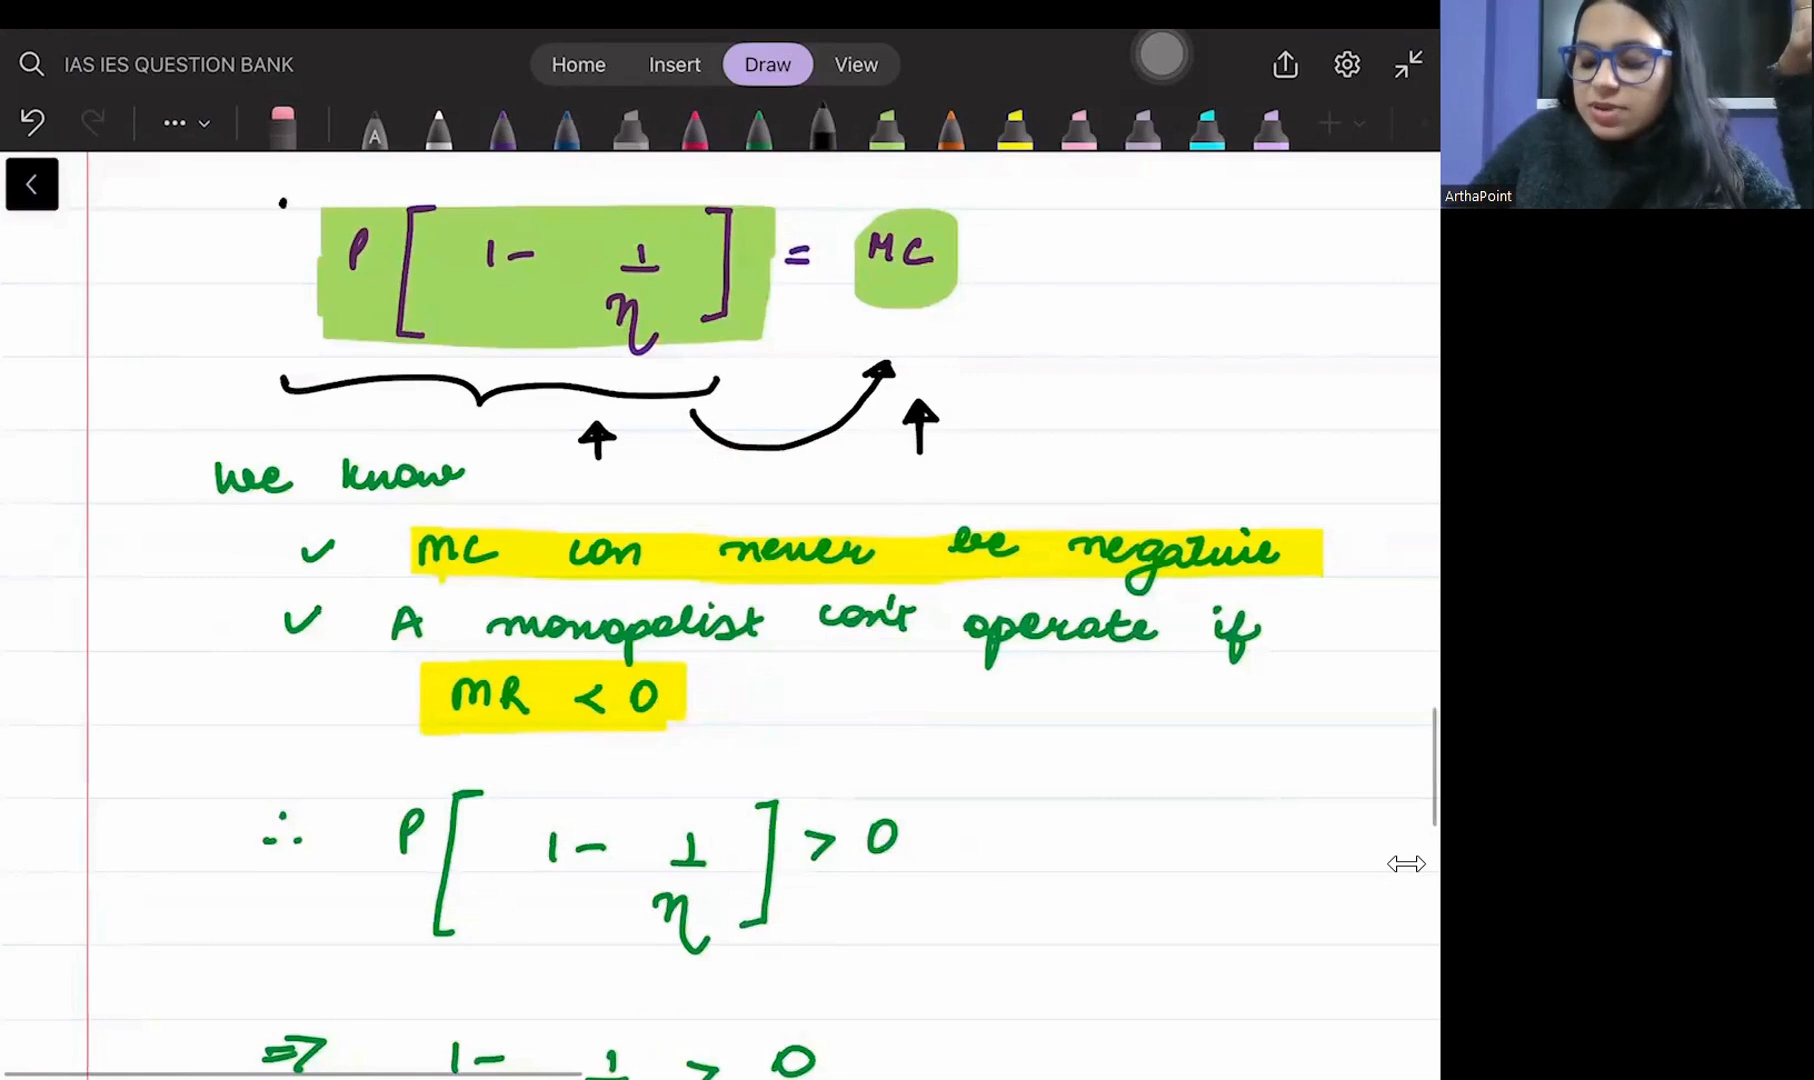 IAS IES QUESTION BANK
Home Insert Draw View
A
ArthaPoint
P [ 1 - 1/η ] = MC
We know
✓ MC can never be negative
✓ A monopolist can't operate if
MR < 0
∴ P [ 1 - 1/η ] > 0
⇒ 1 - 1 > 0